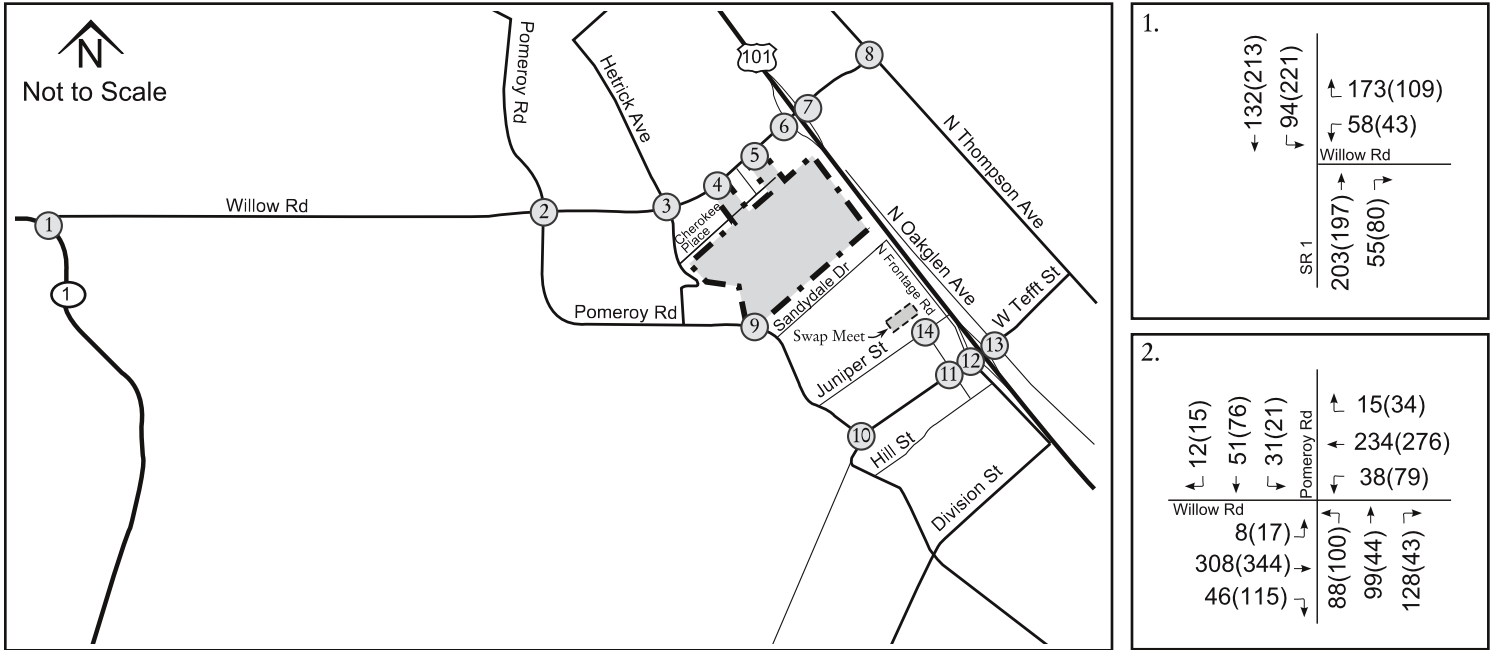 N
Not to Scale
Pomeroy Rd
Hetrick Ave
101
8
7
6
5
4
3
2
1
Willow Rd
N Thompson Ave
Cherokee
Place
1
Pomeroy Rd
9
Sandydale Dr
N Frontage Rd
N Oakglen Ave
W Tefft St
Swap Meet
14
13
12
11
Juniper St
10
Hill St
Division St
1.
132(213)
94(221)
173(109)
58(43)
Willow Rd
SR 1
203(197)
55(80)
2.
12(15)
51(76)
31(21)
Pomeroy Rd
15(34)
234(276)
38(79)
Willow Rd
8(17)
308(344)
46(115)
88(100)
99(44)
128(43)